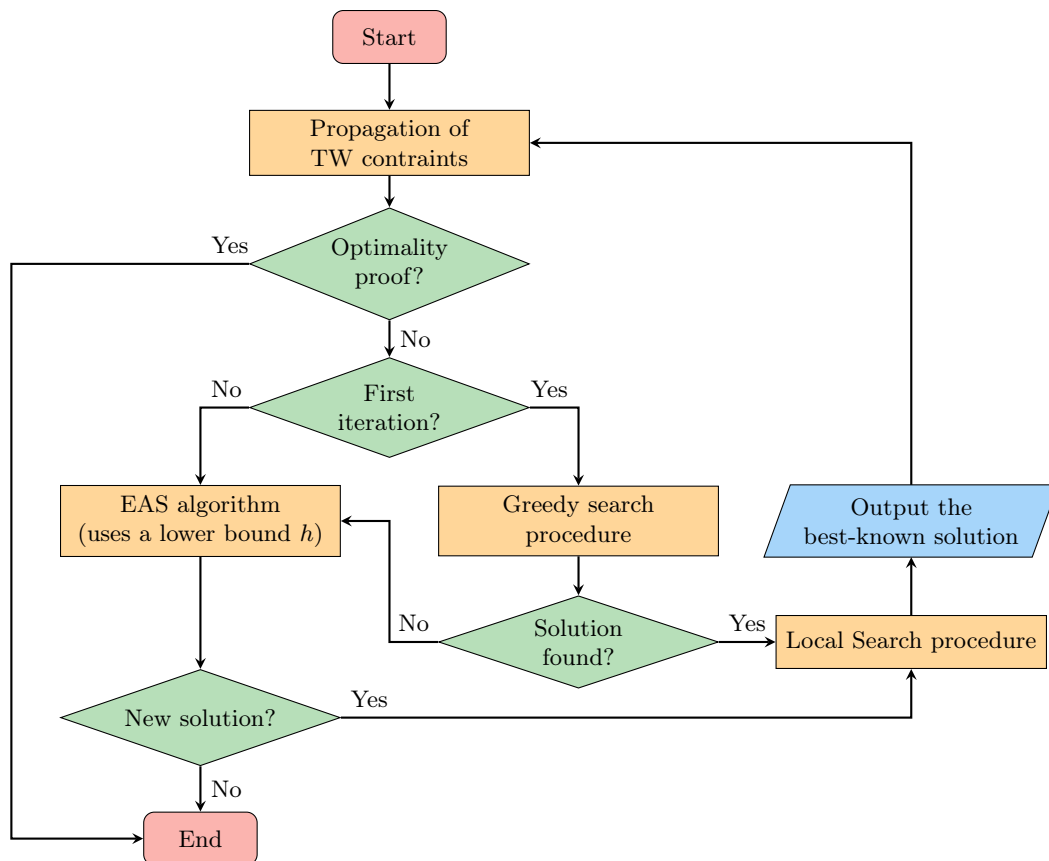 Start
Propagation of
TW contraints
Yes
Optimality
proof?
No
No
First
iteration?
Yes
EAS algorithm
(uses a lower bound h)
Greedy search
procedure
Output the
best-known solution
No
Solution
found?
Yes
Local Search procedure
New solution?
Yes
No
End